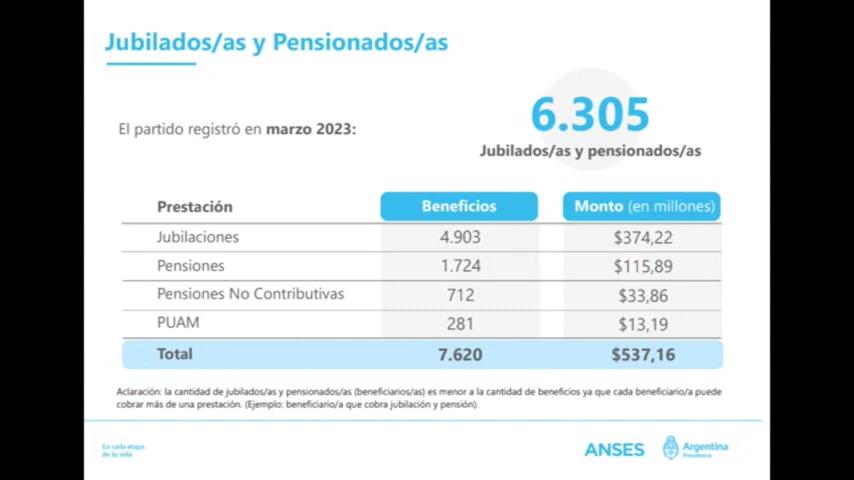 Jubilados/as y Pensionados/as
El partido registró en marzo 2023:
6.305
Jubilados/as y pensionados/as
Prestación Beneficios Monto (en millones)
Jubilaciones 4.903 $374,22
Pensiones 1.724 $115,89
Pensiones No Contributivas 712 $33,86
PUAM 281 $13,19
Total 7.620 $537,16
Aclaración: la cantidad de jubilados/as y pensionados/as (beneficiarios/as) es menor a la cantidad de beneficios ya que cada beneficiario/a puede
cobrar más de una prestación. (Ejemplo: beneficiario/a que cobra jubilación y pensión).
En cada etapa
de tu vida
ANSES
Argentina
Presidencia